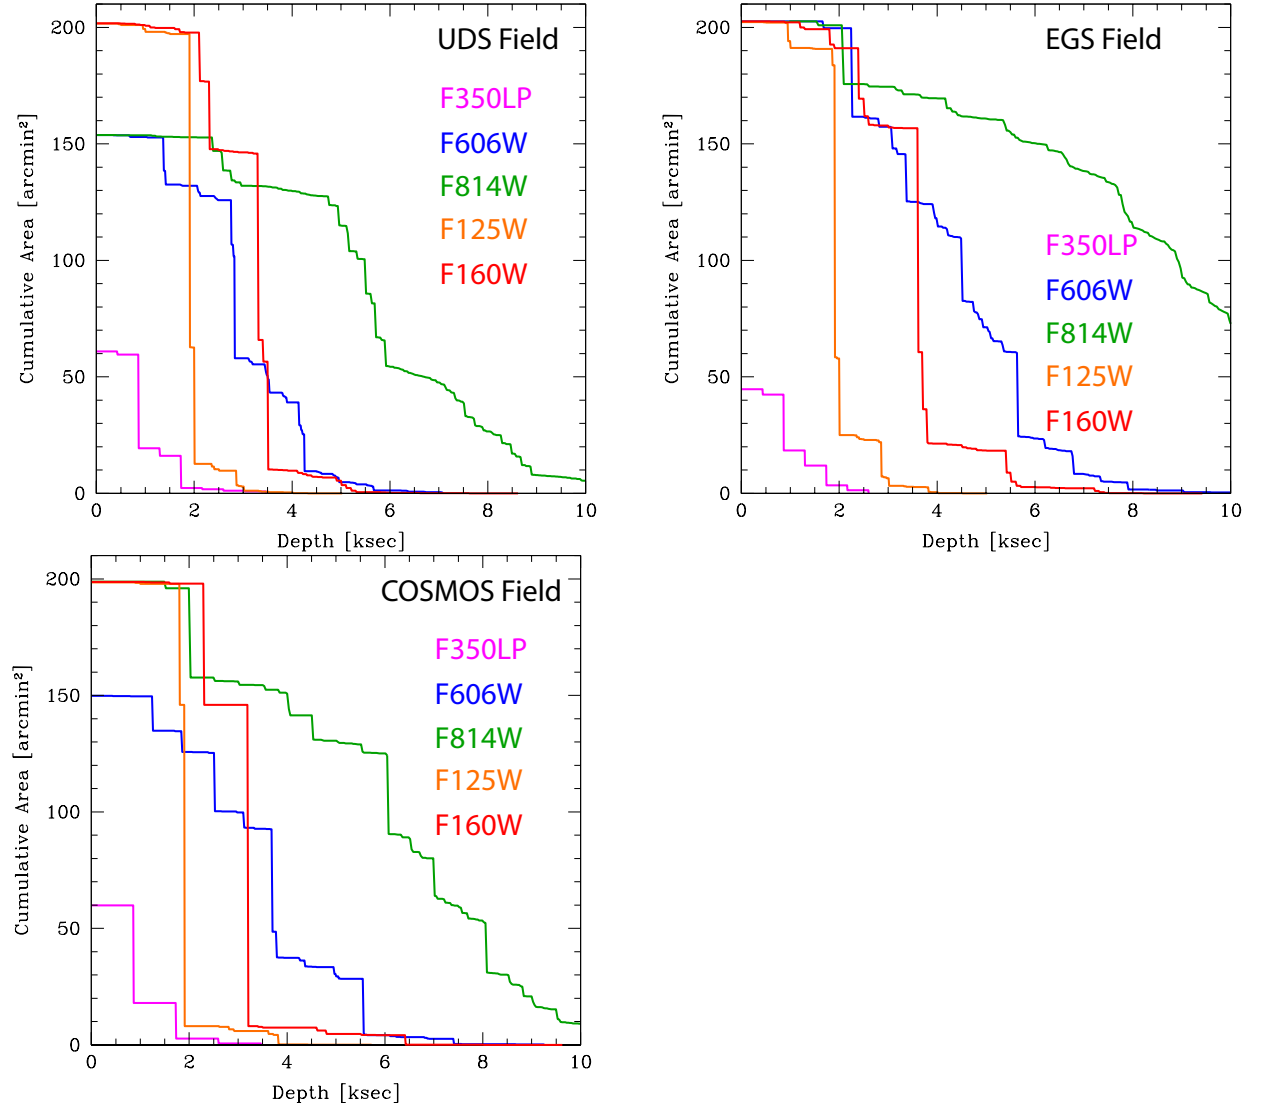 UDS Field
F350LP
F606W
F814W
F125W
F160W
Cumulative Area [arcmin²]
200
150
100
50
0
0 2 4 6 8 10
Depth [ksec]
EGS Field
F350LP
F606W
F814W
F125W
F160W
Cumulative Area [arcmin²]
200
150
100
50
0
0 2 4 6 8 10
Depth [ksec]
COSMOS Field
F350LP
F606W
F814W
F125W
F160W
Cumulative Area [arcmin²]
200
150
100
50
0
0 2 4 6 8 10
Depth [ksec]